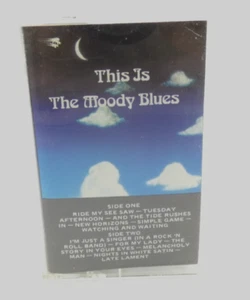 This Is
The Moody Blues
SIDE ONE
RIDE MY SEE SAW – TUESDAY
AFTERNOON – AND THE TIDE RUSHES
IN – NEW HORIZONS – SIMPLE GAME –
WATCHING AND WAITING
SIDE TWO
I'M JUST A SINGER (IN A ROCK 'N
ROLL BAND) – FOR MY LADY – THE
STORY IN YOUR EYES – MELANCHOLY
MAN – NIGHTS IN WHITE SATIN –
LATE LAMENT